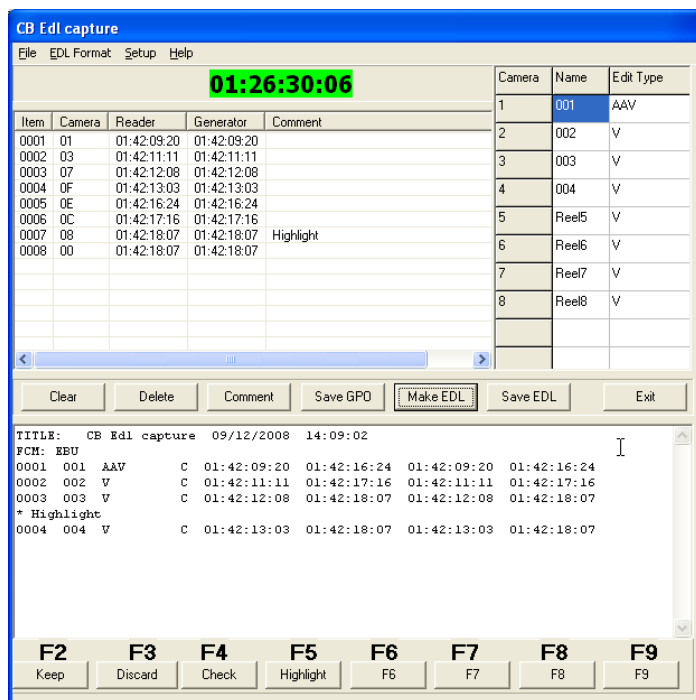 CB Edl capture
File EDL Format Setup Help
01:26:30:06
Item Camera Reader Generator Comment
0001 01 01:42:09:20 01:42:09:20
0002 03 01:42:11:11 01:42:11:11
0003 07 01:42:12:08 01:42:12:08
0004 0F 01:42:13:03 01:42:13:03
0005 0E 01:42:16:24 01:42:16:24
0006 0C 01:42:17:16 01:42:17:16
0007 08 01:42:18:07 01:42:18:07 Highlight
0008 00 01:42:18:07 01:42:18:07
Camera Name Edit Type
1 001 AAV
2 002 V
3 003 V
4 004 V
5 Reel5 V
6 Reel6 V
7 Reel7 V
8 Reel8 V
Clear Delete Comment Save GPO Make EDL Save EDL Exit
TITLE: CB Edl capture 09/12/2008 14:09:02
FCM: EBU
0001 001 AAV C 01:42:09:20 01:42:16:24 01:42:09:20 01:42:16:24
0002 002 V C 01:42:11:11 01:42:17:16 01:42:11:11 01:42:17:16
0003 003 V C 01:42:12:08 01:42:18:07 01:42:12:08 01:42:18:07
* Highlight
0004 004 V C 01:42:13:03 01:42:18:07 01:42:13:03 01:42:18:07
F2 F3 F4 F5 F6 F7 F8 F9
Keep Discard Check Highlight F6 F7 F8 F9